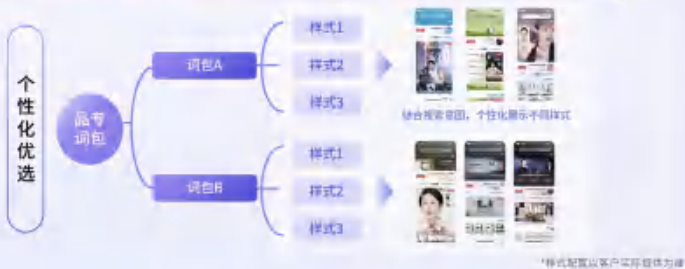 个性化优选
品专
词包
词包A
样式1
样式2
样式3
结合搜索意图，个性化展示不同样式
词包B
样式1
样式2
样式3
*样式配置以客户实际载体为准